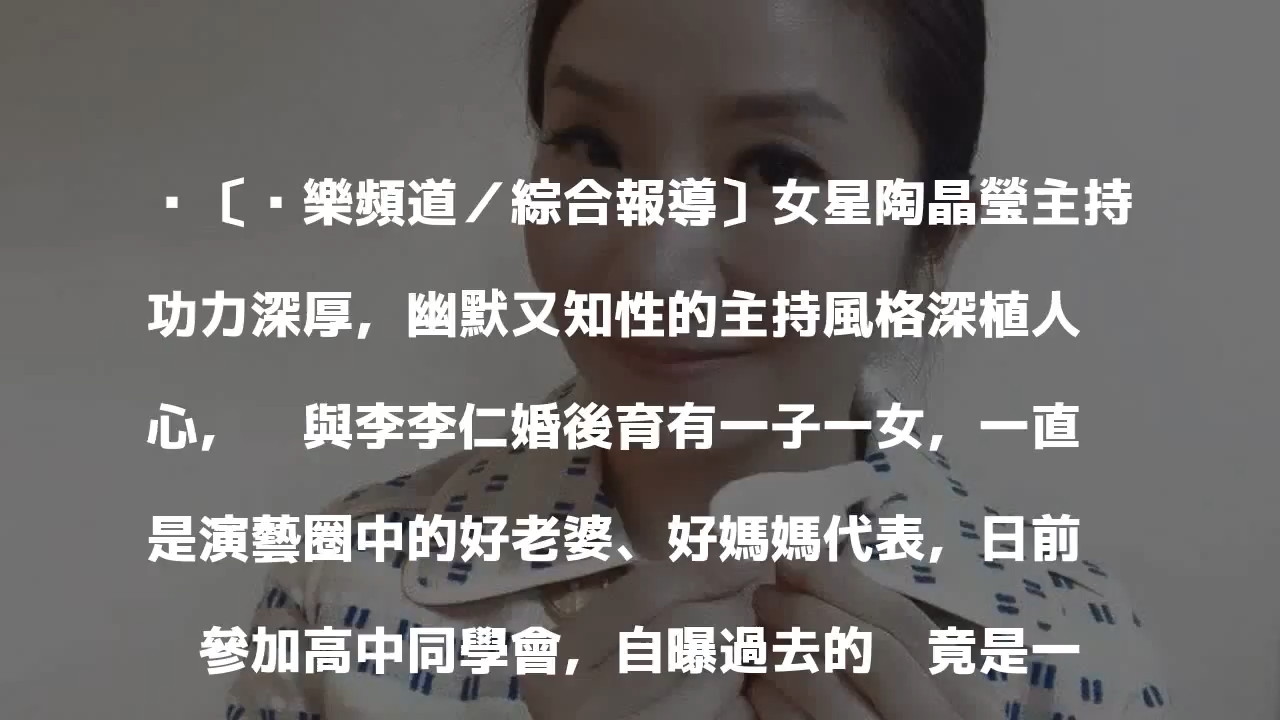 ·〔·樂頻道／綜合報導〕女星陶晶瑩主持
功力深厚，幽默又知性的主持風格深植人
心，　與李李仁婚後育有一子一女，一直
是演藝圈中的好老婆、好媽媽代表，日前
　參加高中同學會，自曝過去的　竟是一